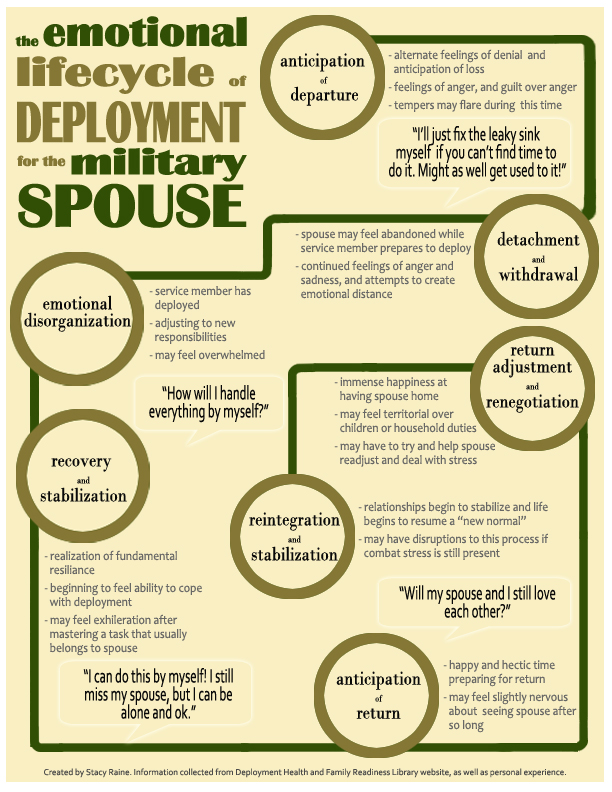 the emotional
lifecycle of
DEPLOYMENT
for the military
SPOUSE
anticipation
of
departure
- alternate feelings of denial and
anticipation of loss
- feelings of anger, and guilt over anger
- tempers may flare during this time
"I'll just fix the leaky sink
myself if you can't find time to
do it. Might as well get used to it!"
detachment
and
withdrawal
- spouse may feel abandoned while
service member prepares to deploy
- continued feelings of anger and
sadness, and attempts to create
emotional distance
emotional
disorganization
- service member has
deployed
- adjusting to new
responsibilities
- may feel overwhelmed
"How will I handle
everything by myself?"
recovery
and
stabilization
- realization of fundamental
resiliance
- beginning to feel ability to cope
with deployment
- may feel exhileration after
mastering a task that usually
belongs to spouse
"I can do this by myself! I still
miss my spouse, but I can be
alone and ok."
anticipation
of
return
- happy and hectic time
preparing for return
- may feel slightly nervous
about seeing spouse after
so long
"Will my spouse and I still love
each other?"
return
adjustment
and
renegotiation
- immense happiness at
having spouse home
- may feel territorial over
children or household duties
- may have to try and help spouse
readjust and deal with stress
reintegration
and
stabilization
- relationships begin to stabilize and life
begins to resume a "new normal"
- may have disruptions to this process if
combat stress is still present
Created by Stacy Raine. Information collected from Deployment Health and Family Readiness Library website, as well as personal experience.